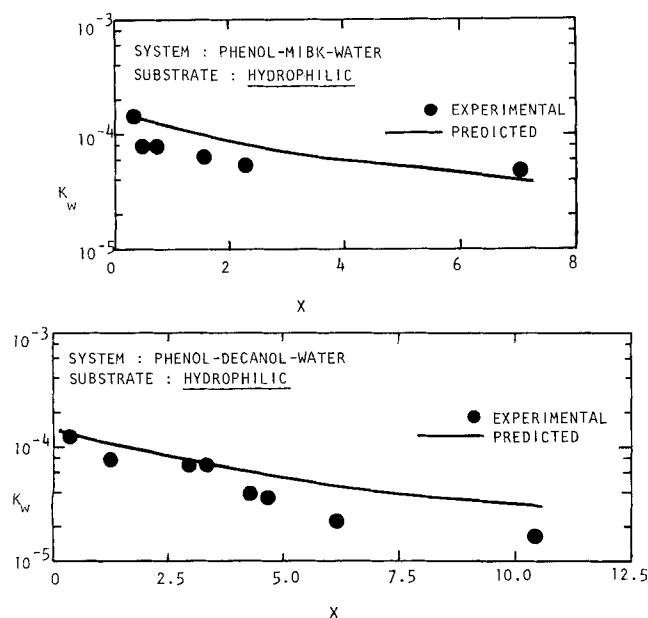 10^-3
SYSTEM : PHENOL-MIBK-WATER
SUBSTRATE : HYDROPHILIC
EXPERIMENTAL
PREDICTED
10^-4
K_w
10^-5
0 2 4 6 8
X
10^-3
SYSTEM : PHENOL-DECANOL-WATER
SUBSTRATE : HYDROPHILIC
EXPERIMENTAL
PREDICTED
10^-4
K_w
10^-5
0 2.5 5.0 7.5 10.0 12.5
X